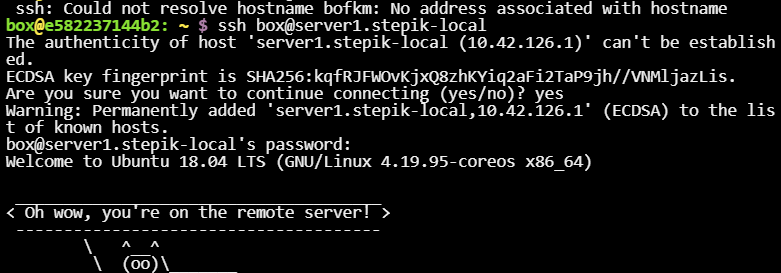 ssh: Could not resolve hostname bofkm: No address associated with hostname
box@e582237144b2: ~ $ ssh box@server1.stepik-local
The authenticity of host 'server1.stepik-local (10.42.126.1)' can't be establish
ed.
ECDSA key fingerprint is SHA256:kqfRJFWOvKjxQ8zhKYiq2aFi2TaP9jh//VNMljazLis.
Are you sure you want to continue connecting (yes/no)? yes
Warning: Permanently added 'server1.stepik-local,10.42.126.1' (ECDSA) to the lis
t of known hosts.
box@server1.stepik-local's password:
Welcome to Ubuntu 18.04 LTS (GNU/Linux 4.19.95-coreos x86_64)
 ___________________________________
< Oh wow, you're on the remote server! >
 -----------------------------------
        \   ^__^
         \  (oo)\_______